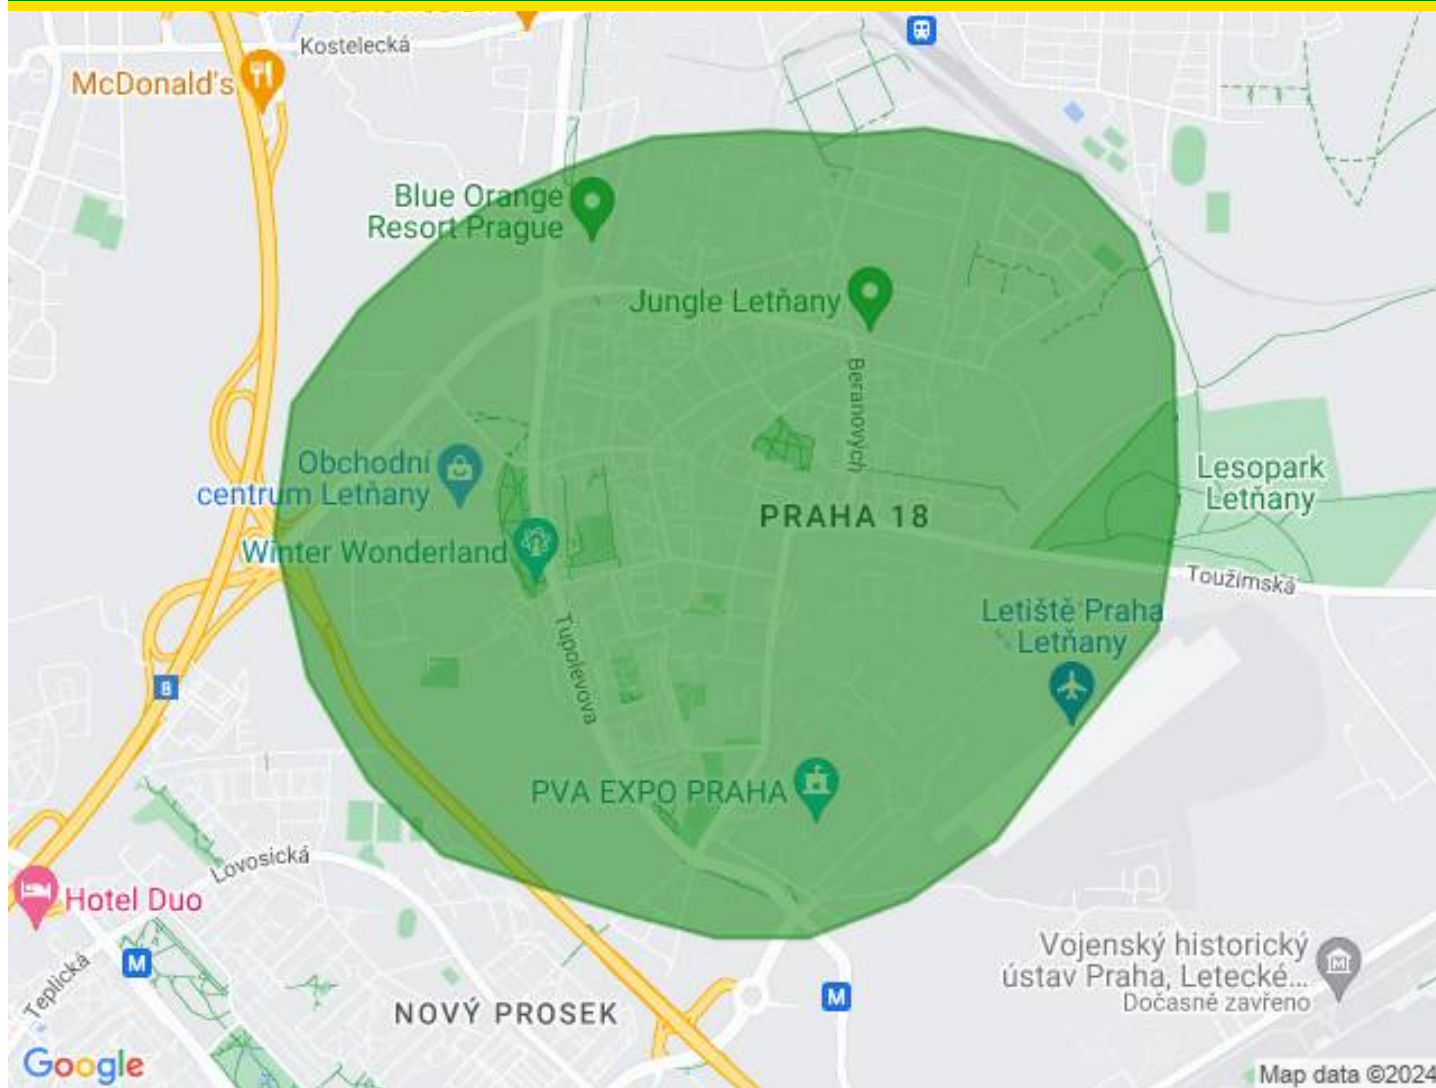 Kostelecká
McDonald's
Blue Orange
Resort Prague
Jungle Letňany
Beranových
Obchodní
centrum Letňany
Lesopark
Letňany
PRAHA 18
Winter Wonderland
Toužimská
Letiště Praha
Letňany
Tupolevova
8
PVA EXPO PRAHA
Lovosická
Hotel Duo
Vojenský historický
ústav Praha, Letecké...
Dočasně zavřeno
M
M
Teplická
NOVÝ PROSEK
Google
Map data ©2024